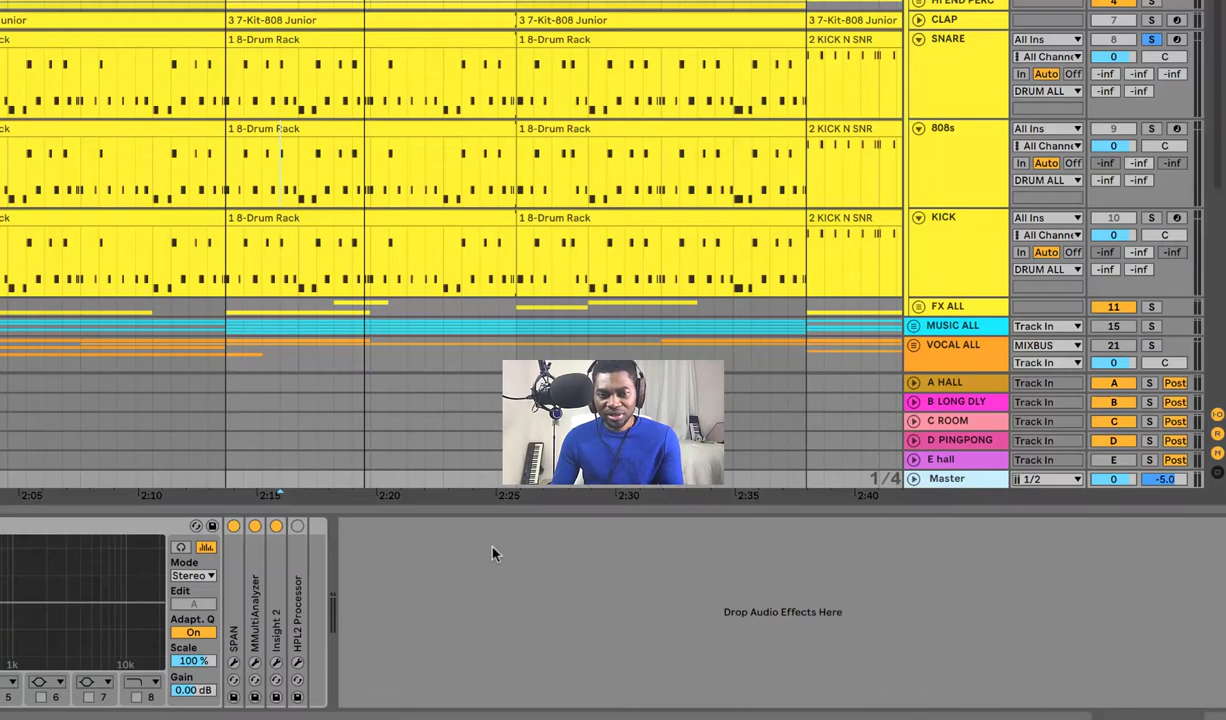 HI END PERC
4
unior
3 7-Kit-808 Junior
3 7-Kit-808 Junior
3 7-Kit-808 Junior
CLAP
7
S
ck
1 8-Drum Rack
1 8-Drum Rack
2 KICK N SNR
SNARE
All Ins
8
S
All Channe
0
C
In
Auto
Off
-inf
-inf
-inf
DRUM ALL
-inf
-inf
ck
1 8-Drum Rack
1 8-Drum Rack
2 KICK N SNR
808s
All Ins
9
S
All Channe
0
C
In
Auto
Off
-inf
-inf
-inf
DRUM ALL
-inf
-inf
1 8-Drum Rack
1 8-Drum Rack
2 KICK N SNR
KICK
All Ins
10
S
All Channe
0
C
In
Auto
Off
-inf
-inf
-inf
DRUM ALL
-inf
-inf
FX ALL
11
S
MUSIC ALL
Track In
15
S
VOCAL ALL
MIXBUS
21
S
Track In
0
C
A HALL
Track In
A
S
Post
B LONG DLY
Track In
B
S
Post
C ROOM
Track In
C
S
Post
D PINGPONG
Track In
D
S
Post
E hall
Track In
E
S
Post
1/4
Master
1/2
0
-5.0
2:05
2:10
2:15
2:20
2:25
2:30
2:35
2:40
Mode
Stereo
Edit
A
Adapt. Q
On
Scale
100 %
Gain
0.00 dB
1k
10k
5
6
7
8
SPAN
MMultiAnalyzer
Insight 2
HPL2 Processor
Drop Audio Effects Here